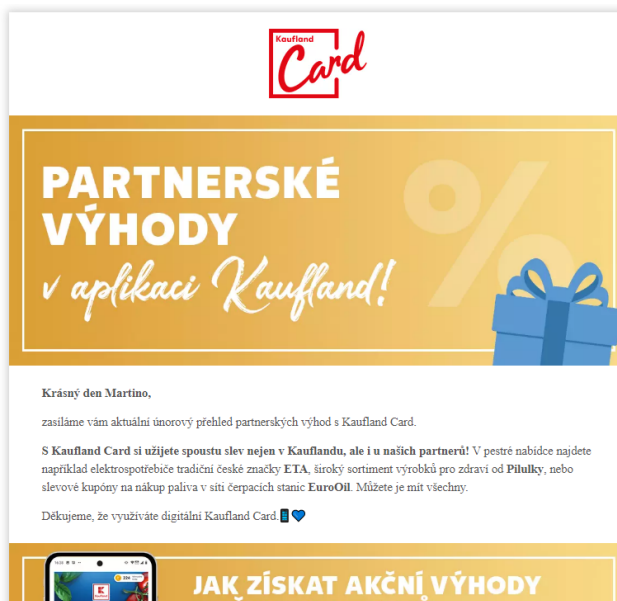 Kaufland
Card
PARTNERSKÉ
VÝHODY
v aplikaci Kaufland!
Krásný den Martino,
zasíláme vám aktuální únorový přehled partnerských výhod s Kaufland Card.
S Kaufland Card si užijete spoustu slev nejen v Kauflandu, ale i u našich partnerů! V pestré nabídce najdete
například elektrospotřebiče tradiční české značky ETA, široký sortiment výrobků pro zdraví od Pilulky, nebo
slevové kupóny na nákup paliva v síti čerpacích stanic EuroOil. Můžete je mít všechny.
Děkujeme, že využíváte digitální Kaufland Card.
JAK ZÍSKAT AKČNÍ VÝHODY